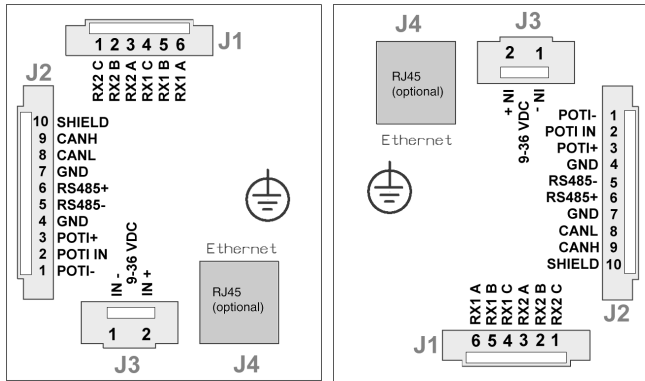 J1
1 2 3 4 5 6
RX2 C
RX2 B
RX2 A
RX1 C
RX1 B
RX1 A
J2
10 SHIELD
9 CANH
8 CANL
7 GND
6 RS485+
5 RS485-
4 GND
3 POTI+
2 POTI IN
1 POTI-
IN -
9-36 VDC
IN +
1 2
J3
Ethernet
RJ45
(optional)
J4
J4
RJ45
(optional)
Ethernet
J3
2 1
+ IN
9-36 VDC
- IN
POTI- 1
POTI IN 2
POTI+ 3
GND 4
RS485- 5
RS485+ 6
GND 7
CANL 8
CANH 9
SHIELD 10
J2
RX1 A
RX1 B
RX1 C
RX2 A
RX2 B
RX2 C
6 5 4 3 2 1
J1